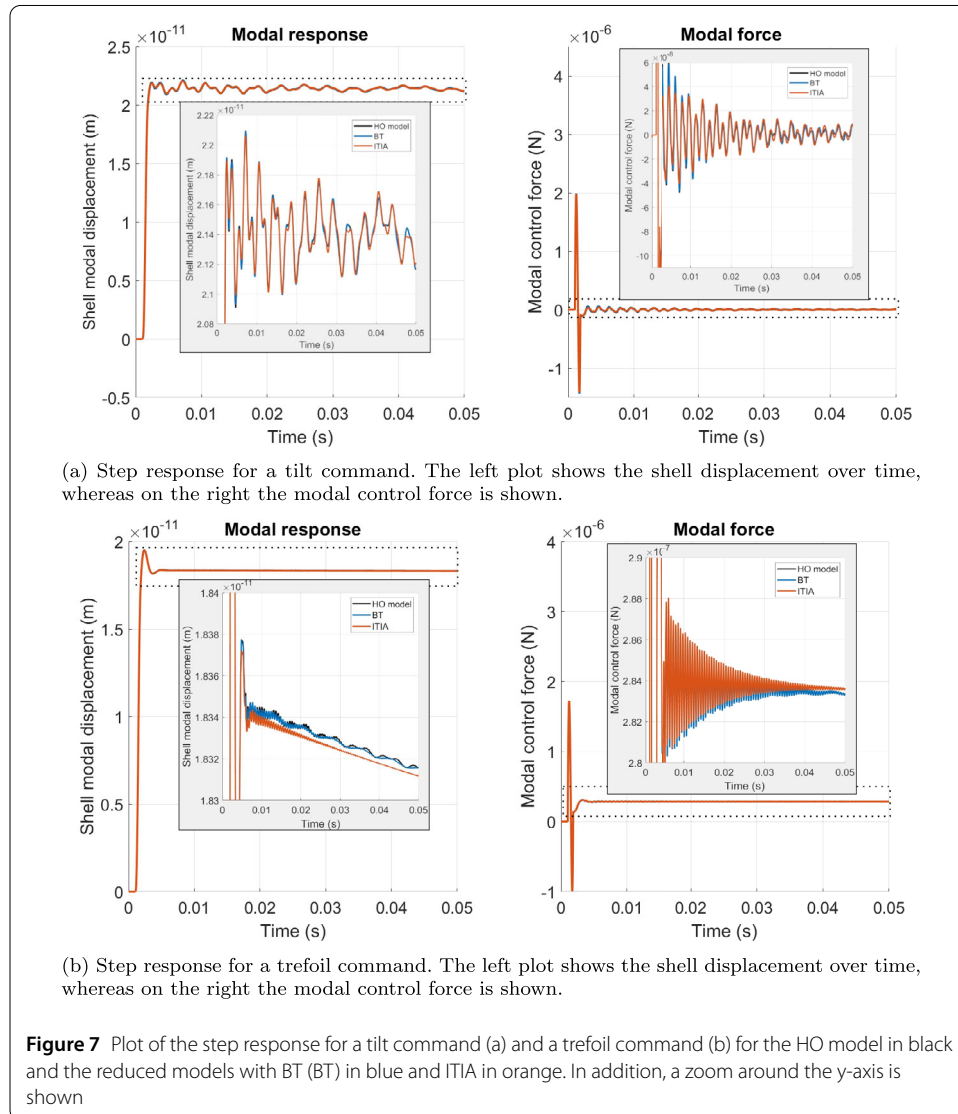 Modal response
×10⁻¹¹
2.5
2
1.5
1
0.5
0
-0.5
Shell modal displacement (m)
0 0.01 0.02 0.03 0.04 0.05
Time (s)
×10⁻¹¹
2.22
2.2
2.18
2.16
2.14
2.12
2.1
2.08
Shell modal displacement (m)
HO model
BT
ITIA
0.01 0.02 0.03 0.04 0.05
Time (s)
Modal force
×10⁻⁶
5
4
3
2
1
0
-1
Modal control force (N)
0 0.01 0.02 0.03 0.04 0.05
Time (s)
×10⁻⁸
6
4
2
0
-2
-4
-6
-8
-10
Modal control force (N)
HO model
BT
ITIA
0 0.01 0.02 0.03 0.04 0.05
Time (s)
(a) Step response for a tilt command. The left plot shows the shell displacement over time,
whereas on the right the modal control force is shown.
Modal response
×10⁻¹¹
2
1.5
1
0.5
0
Shell modal displacement (m)
0 0.01 0.02 0.03 0.04 0.05
Time (s)
×10⁻¹¹
1.84
1.838
1.836
1.834
1.832
1.83
Shell modal displacement (m)
HO model
BT
ITIA
0.01 0.02 0.03 0.04 0.05
Time (s)
Modal force
×10⁻⁶
4
3
2
1
0
-1
Modal control force (N)
0 0.01 0.02 0.03 0.04 0.05
Time (s)
×10⁻⁷
2.9
2.88
2.86
2.84
2.82
2.8
Modal control force (N)
HO model
BT
ITIA
0 0.01 0.02 0.03 0.04 0.05
Time (s)
(b) Step response for a trefoil command. The left plot shows the shell displacement over time,
whereas on the right the modal control force is shown.
Figure 7 Plot of the step response for a tilt command (a) and a trefoil command (b) for the HO model in black
and the reduced models with BT (BT) in blue and ITIA in orange. In addition, a zoom around the y-axis is
shown